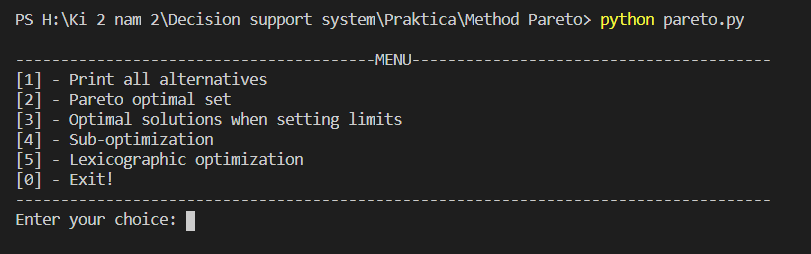 PS H:\Ki 2 nam 2\Decision support system\Praktica\Method Pareto> python pareto.py
----------------------------------------MENU----------------------------------------
[1] - Print all alternatives
[2] - Pareto optimal set
[3] - Optimal solutions when setting limits
[4] - Sub-optimization
[5] - Lexicographic optimization
[0] - Exit!
------------------------------------------------------------------------------------
Enter your choice: